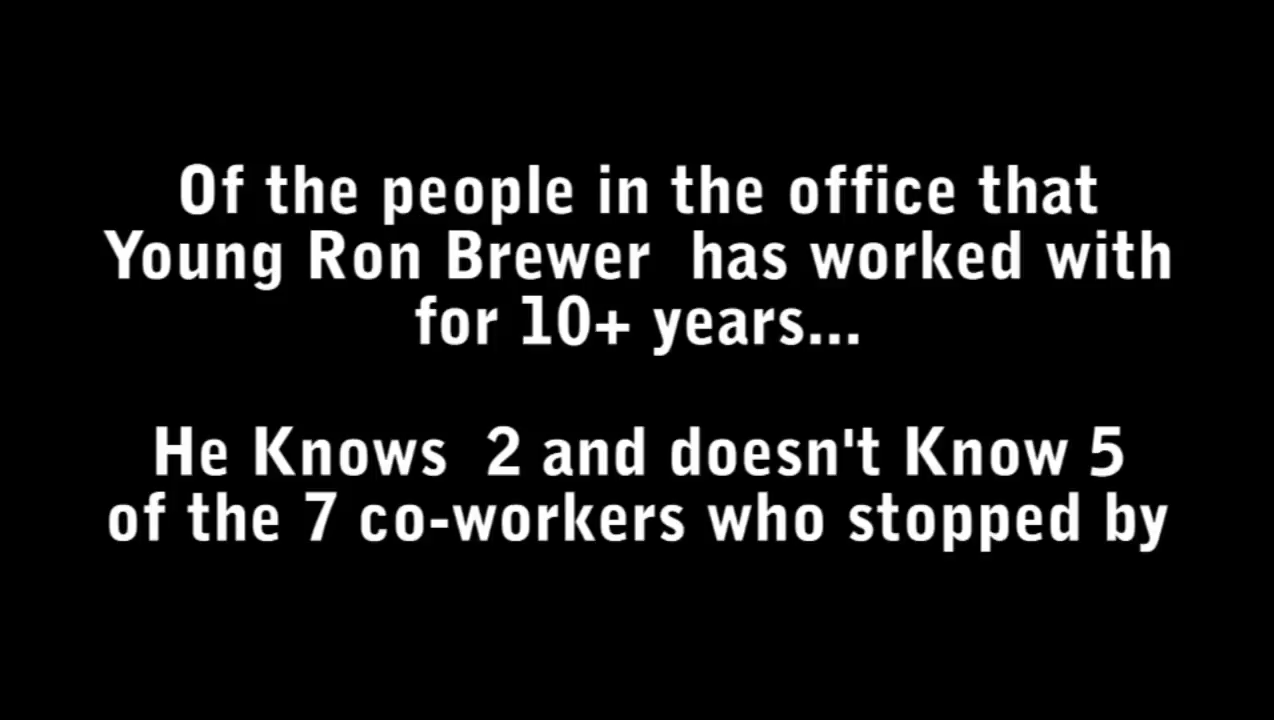 Of the people in the office that
Young Ron Brewer  has worked with
for 10+ years...
He Knows  2 and doesn't Know 5
of the 7 co-workers who stopped by